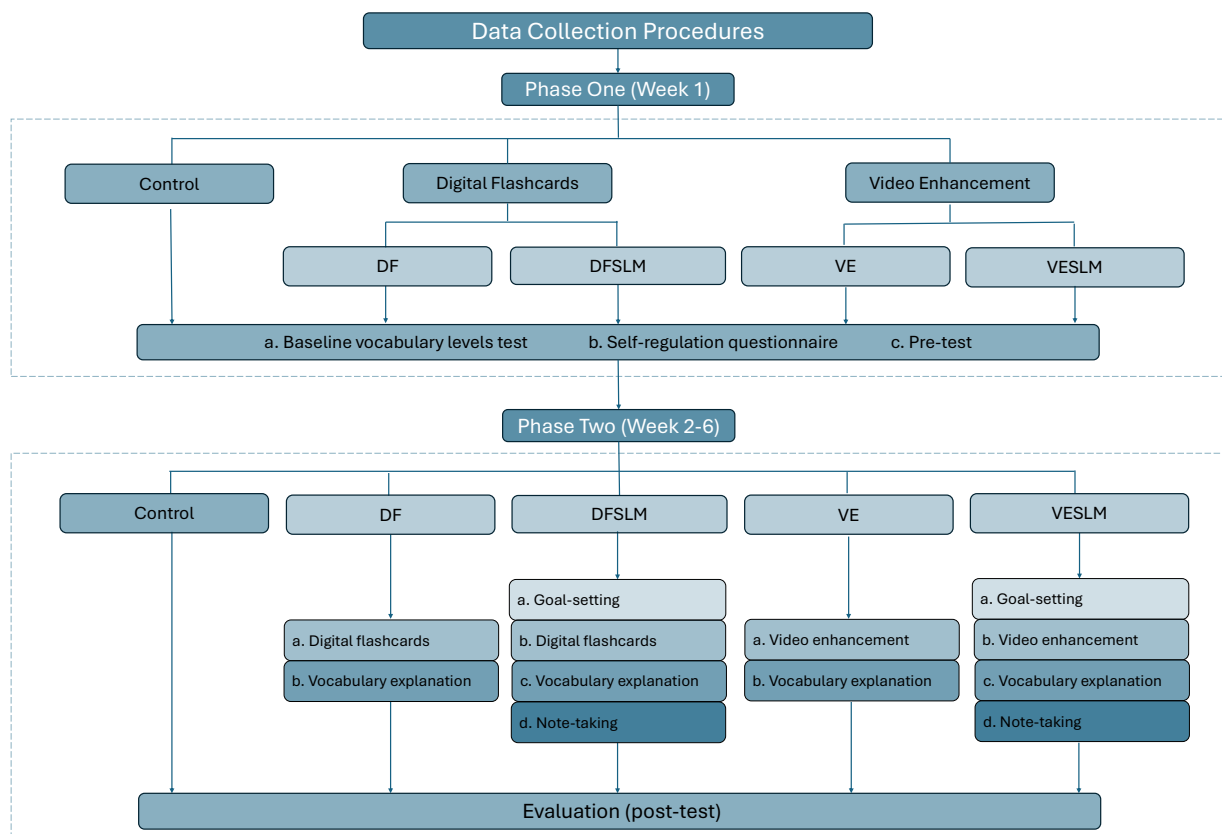 Data Collection Procedures
Phase One (Week 1)
Control
Digital Flashcards
Video Enhancement
DF
DFSLM
VE
VESLM
a. Baseline vocabulary levels test
b. Self-regulation questionnaire
c. Pre-test
Phase Two (Week 2-6)
Control
DF
DFSLM
VE
VESLM
a. Digital flashcards
b. Vocabulary explanation
a. Goal-setting
b. Digital flashcards
c. Vocabulary explanation
d. Note-taking
a. Video enhancement
b. Vocabulary explanation
a. Goal-setting
b. Video enhancement
c. Vocabulary explanation
d. Note-taking
Evaluation (post-test)